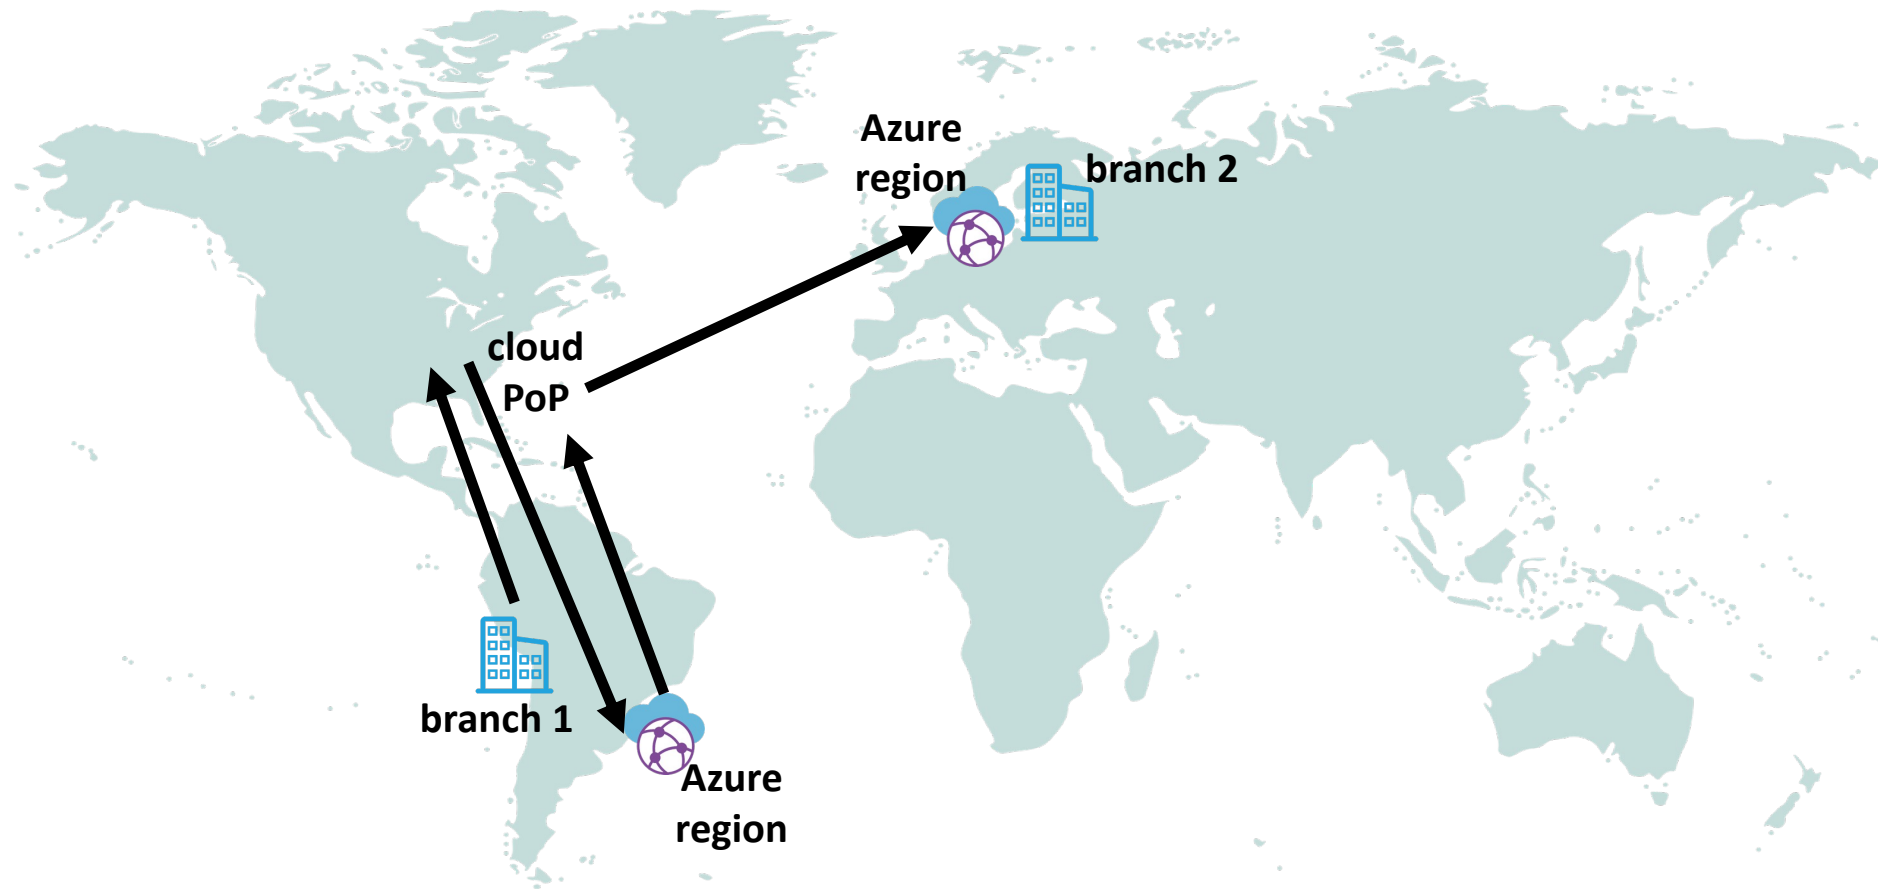 Azure
region
branch 2
cloud
PoP
branch 1
Azure
region